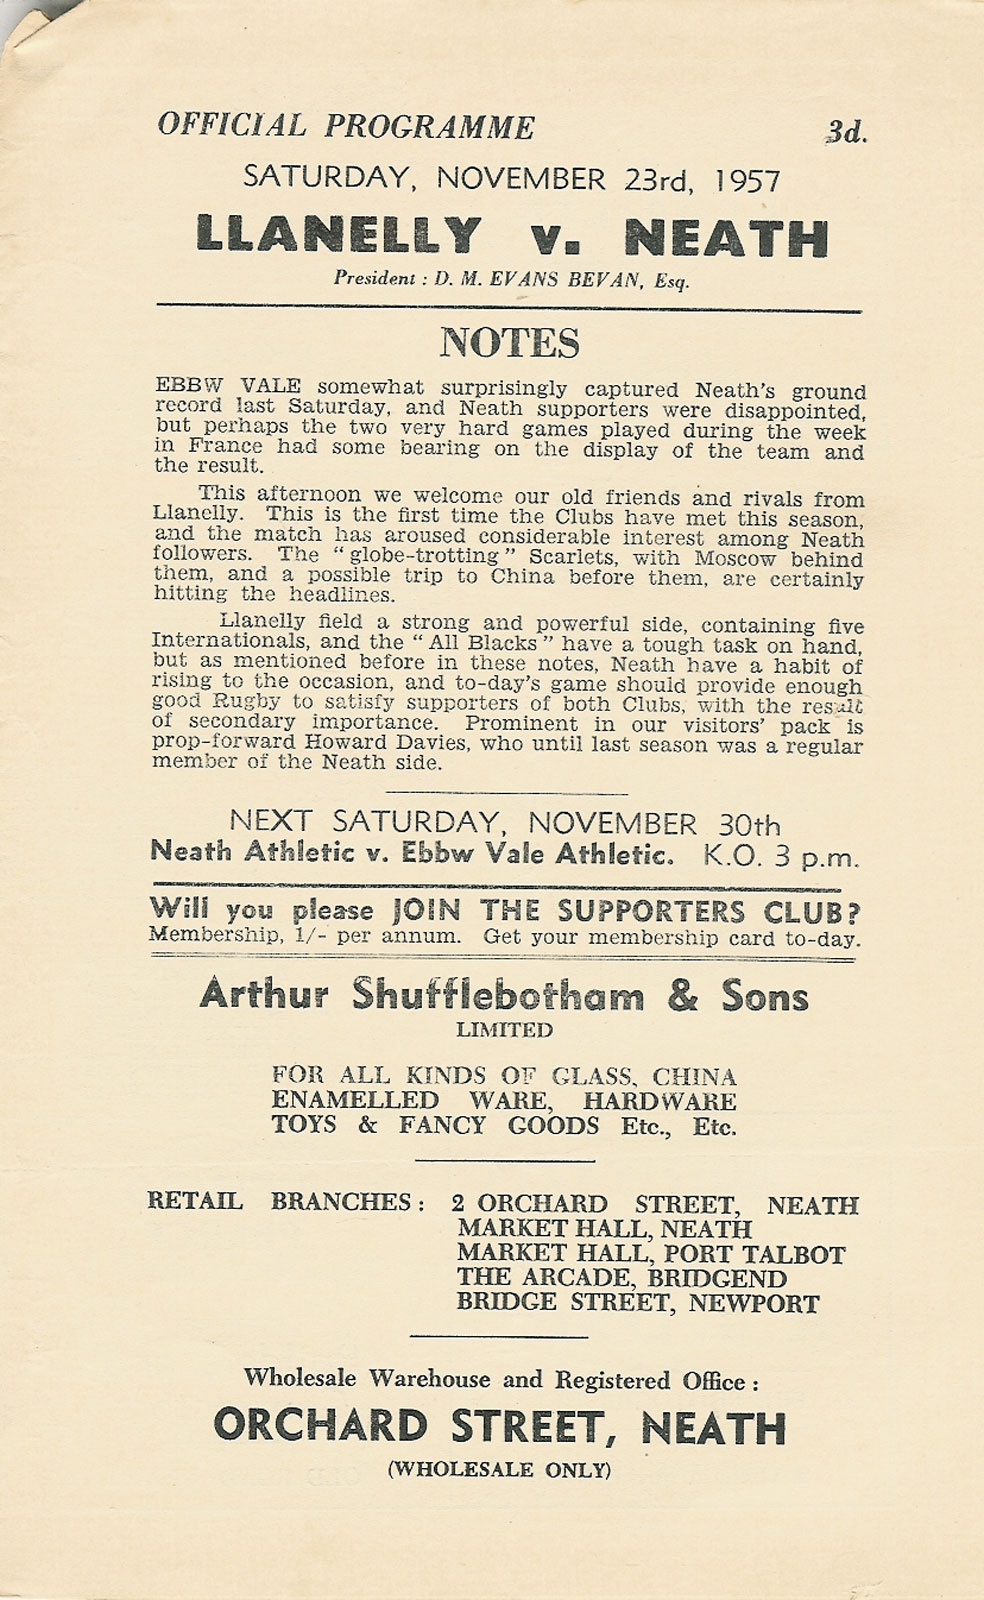 OFFICIAL PROGRAMME 3d.
SATURDAY, NOVEMBER 23rd, 1957
LLANELLY v. NEATH
President : D. M. EVANS BEVAN, Esq.
NOTES
EBBW VALE somewhat surprisingly captured Neath's ground
record last Saturday, and Neath supporters were disappointed,
but perhaps the two very hard games played during the week
in France had some bearing on the display of the team and
the result.
This afternoon we welcome our old friends and rivals from
Llanelly. This is the first time the Clubs have met this season,
and the match has aroused considerable interest among Neath
followers. The "globe-trotting" Scarlets, with Moscow behind
them, and a possible trip to China before them, are certainly
hitting the headlines.
Llanelly field a strong and powerful side, containing five
Internationals, and the "All Blacks" have a tough task on hand,
but as mentioned before in these notes, Neath have a habit of
rising to the occasion, and to-day's game should provide enough
good Rugby to satisfy supporters of both Clubs, with the result
of secondary importance. Prominent in our visitors' pack is
prop-forward Howard Davies, who until last season was a regular
member of the Neath side.
NEXT SATURDAY, NOVEMBER 30th
Neath Athletic v. Ebbw Vale Athletic. K.O. 3 p.m.
Will you please JOIN THE SUPPORTERS CLUB?
Membership, 1/- per annum. Get your membership card to-day.
Arthur Shufflebotham & Sons
LIMITED
FOR ALL KINDS OF GLASS, CHINA
ENAMELLED WARE, HARDWARE
TOYS & FANCY GOODS Etc., Etc.
RETAIL BRANCHES : 2 ORCHARD STREET, NEATH
MARKET HALL, NEATH
MARKET HALL, PORT TALBOT
THE ARCADE, BRIDGEND
BRIDGE STREET, NEWPORT
Wholesale Warehouse and Registered Office :
ORCHARD STREET, NEATH
(WHOLESALE ONLY)